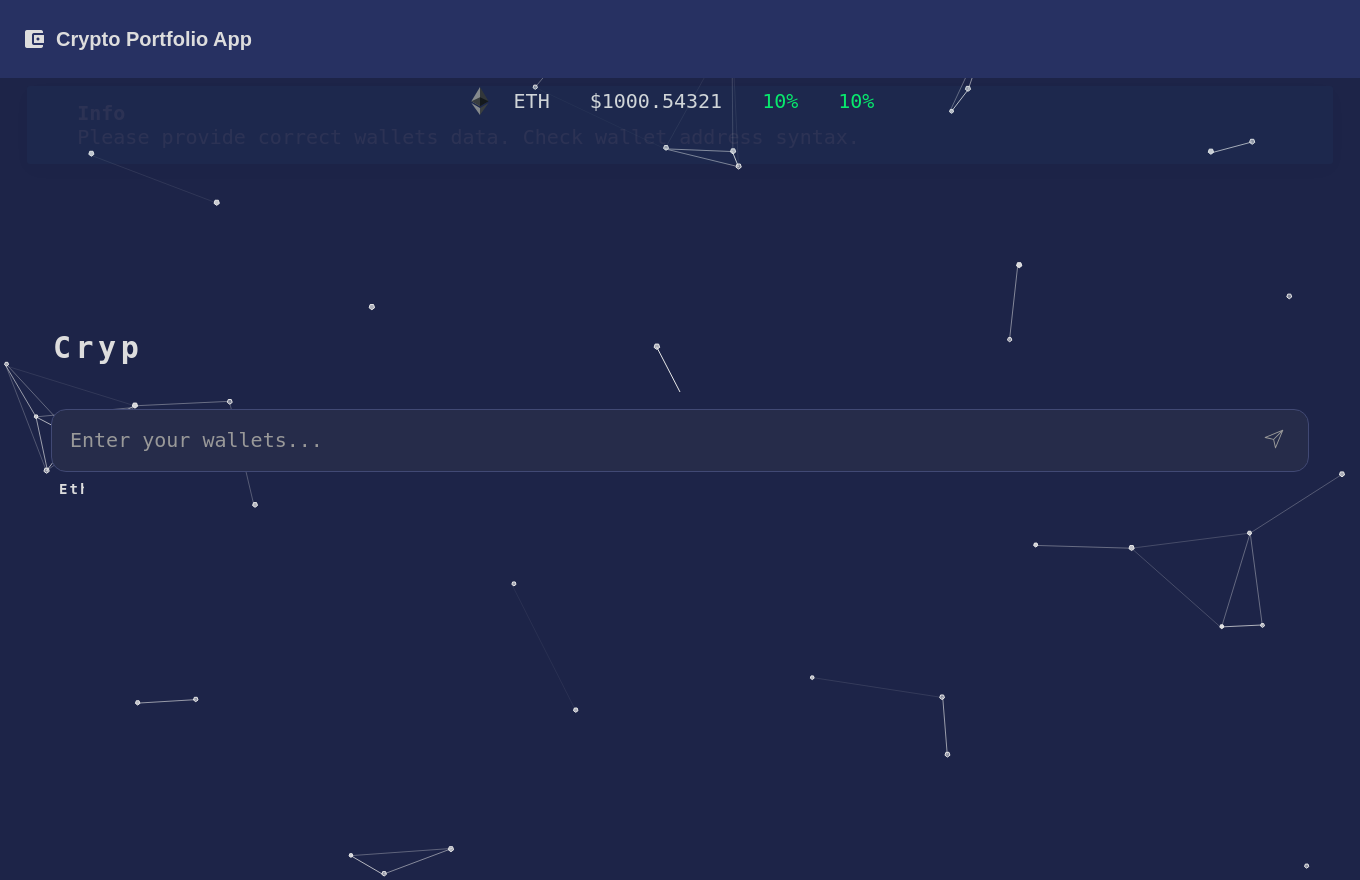 Crypto Portfolio App
ETH $1000.54321 10% 10%
Info
Please provide correct wallets data. Check wallet address syntax.
Cryp
Enter your wallets...